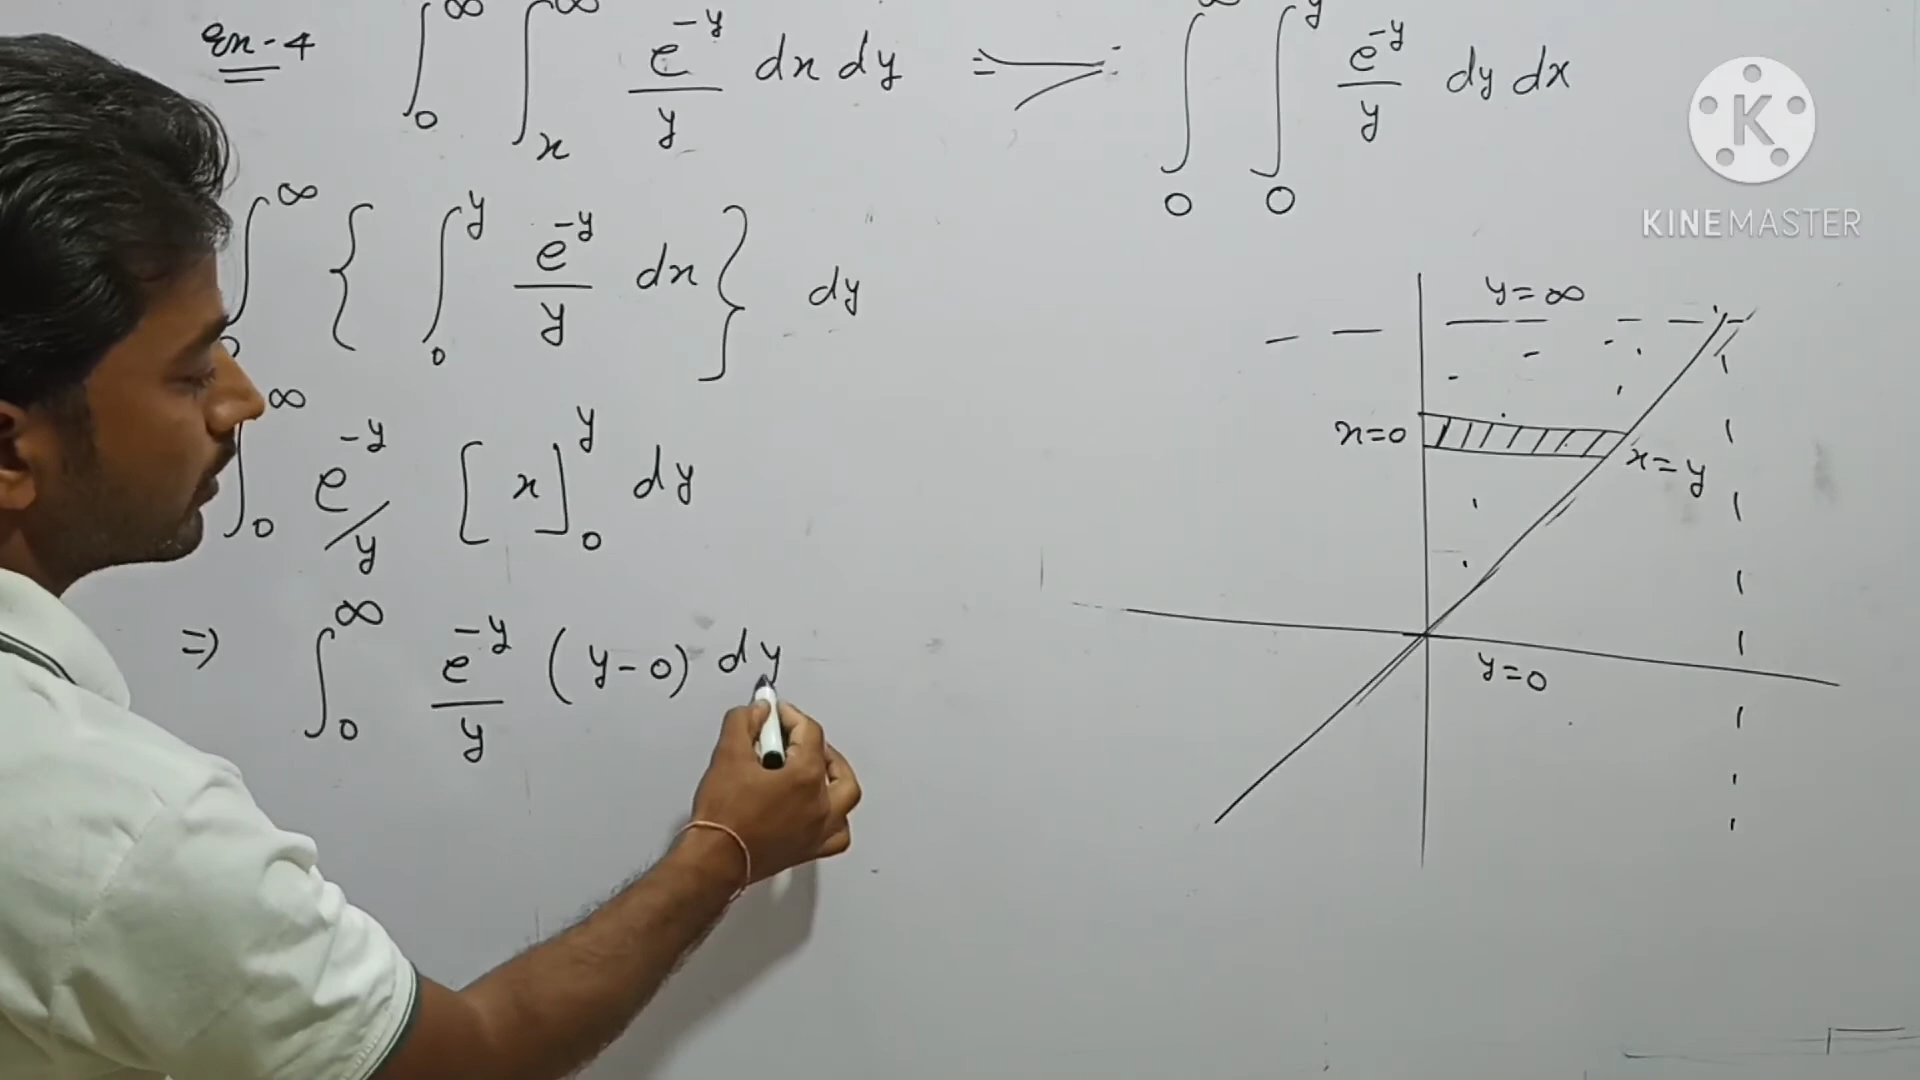 Ex-4 ∫₀^∞ ∫ₓ^∞ e^{-y}/y dx dy ⇒ ∫₀^∞ ∫₀^y e^{-y}/y dy dx
∫₀^∞ { ∫₀^y e^{-y}/y dx } dy
∫₀^∞ e^{-y}/y [x]₀^y dy
⇒ ∫₀^∞ e^{-y}/y (y-0) dy
K
KINEMASTER
y=∞
x=0
x=y
y=0